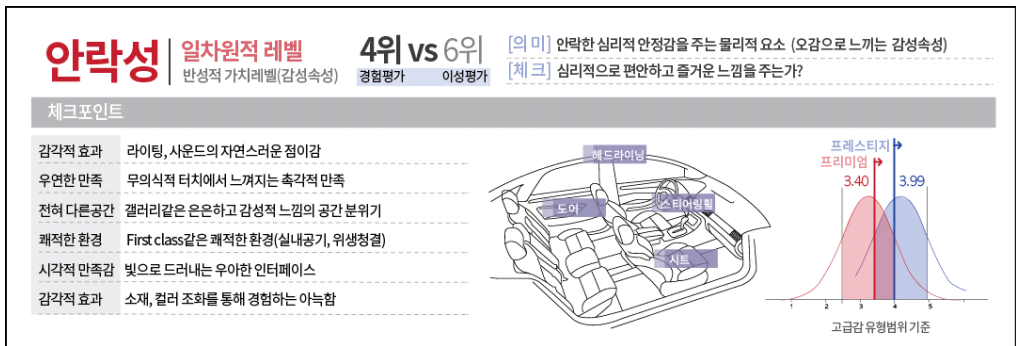 안락성
일차원적 레벨
반성적 가치레벨(감성속성)
4위 vs 6위
경험평가 이성평가
[의 미] 안락한 심리적 안정감을 주는 물리적 요소 (오감으로 느끼는 감성속성)
[체 크] 심리적으로 편안하고 즐거운 느낌을 주는가?
체크포인트
감각적 효과 라이팅, 사운드의 자연스러운 점이감
우연한 만족 무의식적 터치에서 느껴지는 촉각적 만족
전혀 다른공간 갤러리같은 은은하고 감성적 느낌의 공간 분위기
쾌적한 환경 First class같은 쾌적한 환경(실내공기, 위생청결)
시각적 만족감 빛으로 드러내는 우아한 인터페이스
감각적 효과 소재, 컬러 조화를 통해 경험하는 아늑함
헤드라이닝
도어
스티어링휠
시트
프레스티지
프리미엄
3.40 3.99
1 2 3 4 5
고급감 유형범위 기준